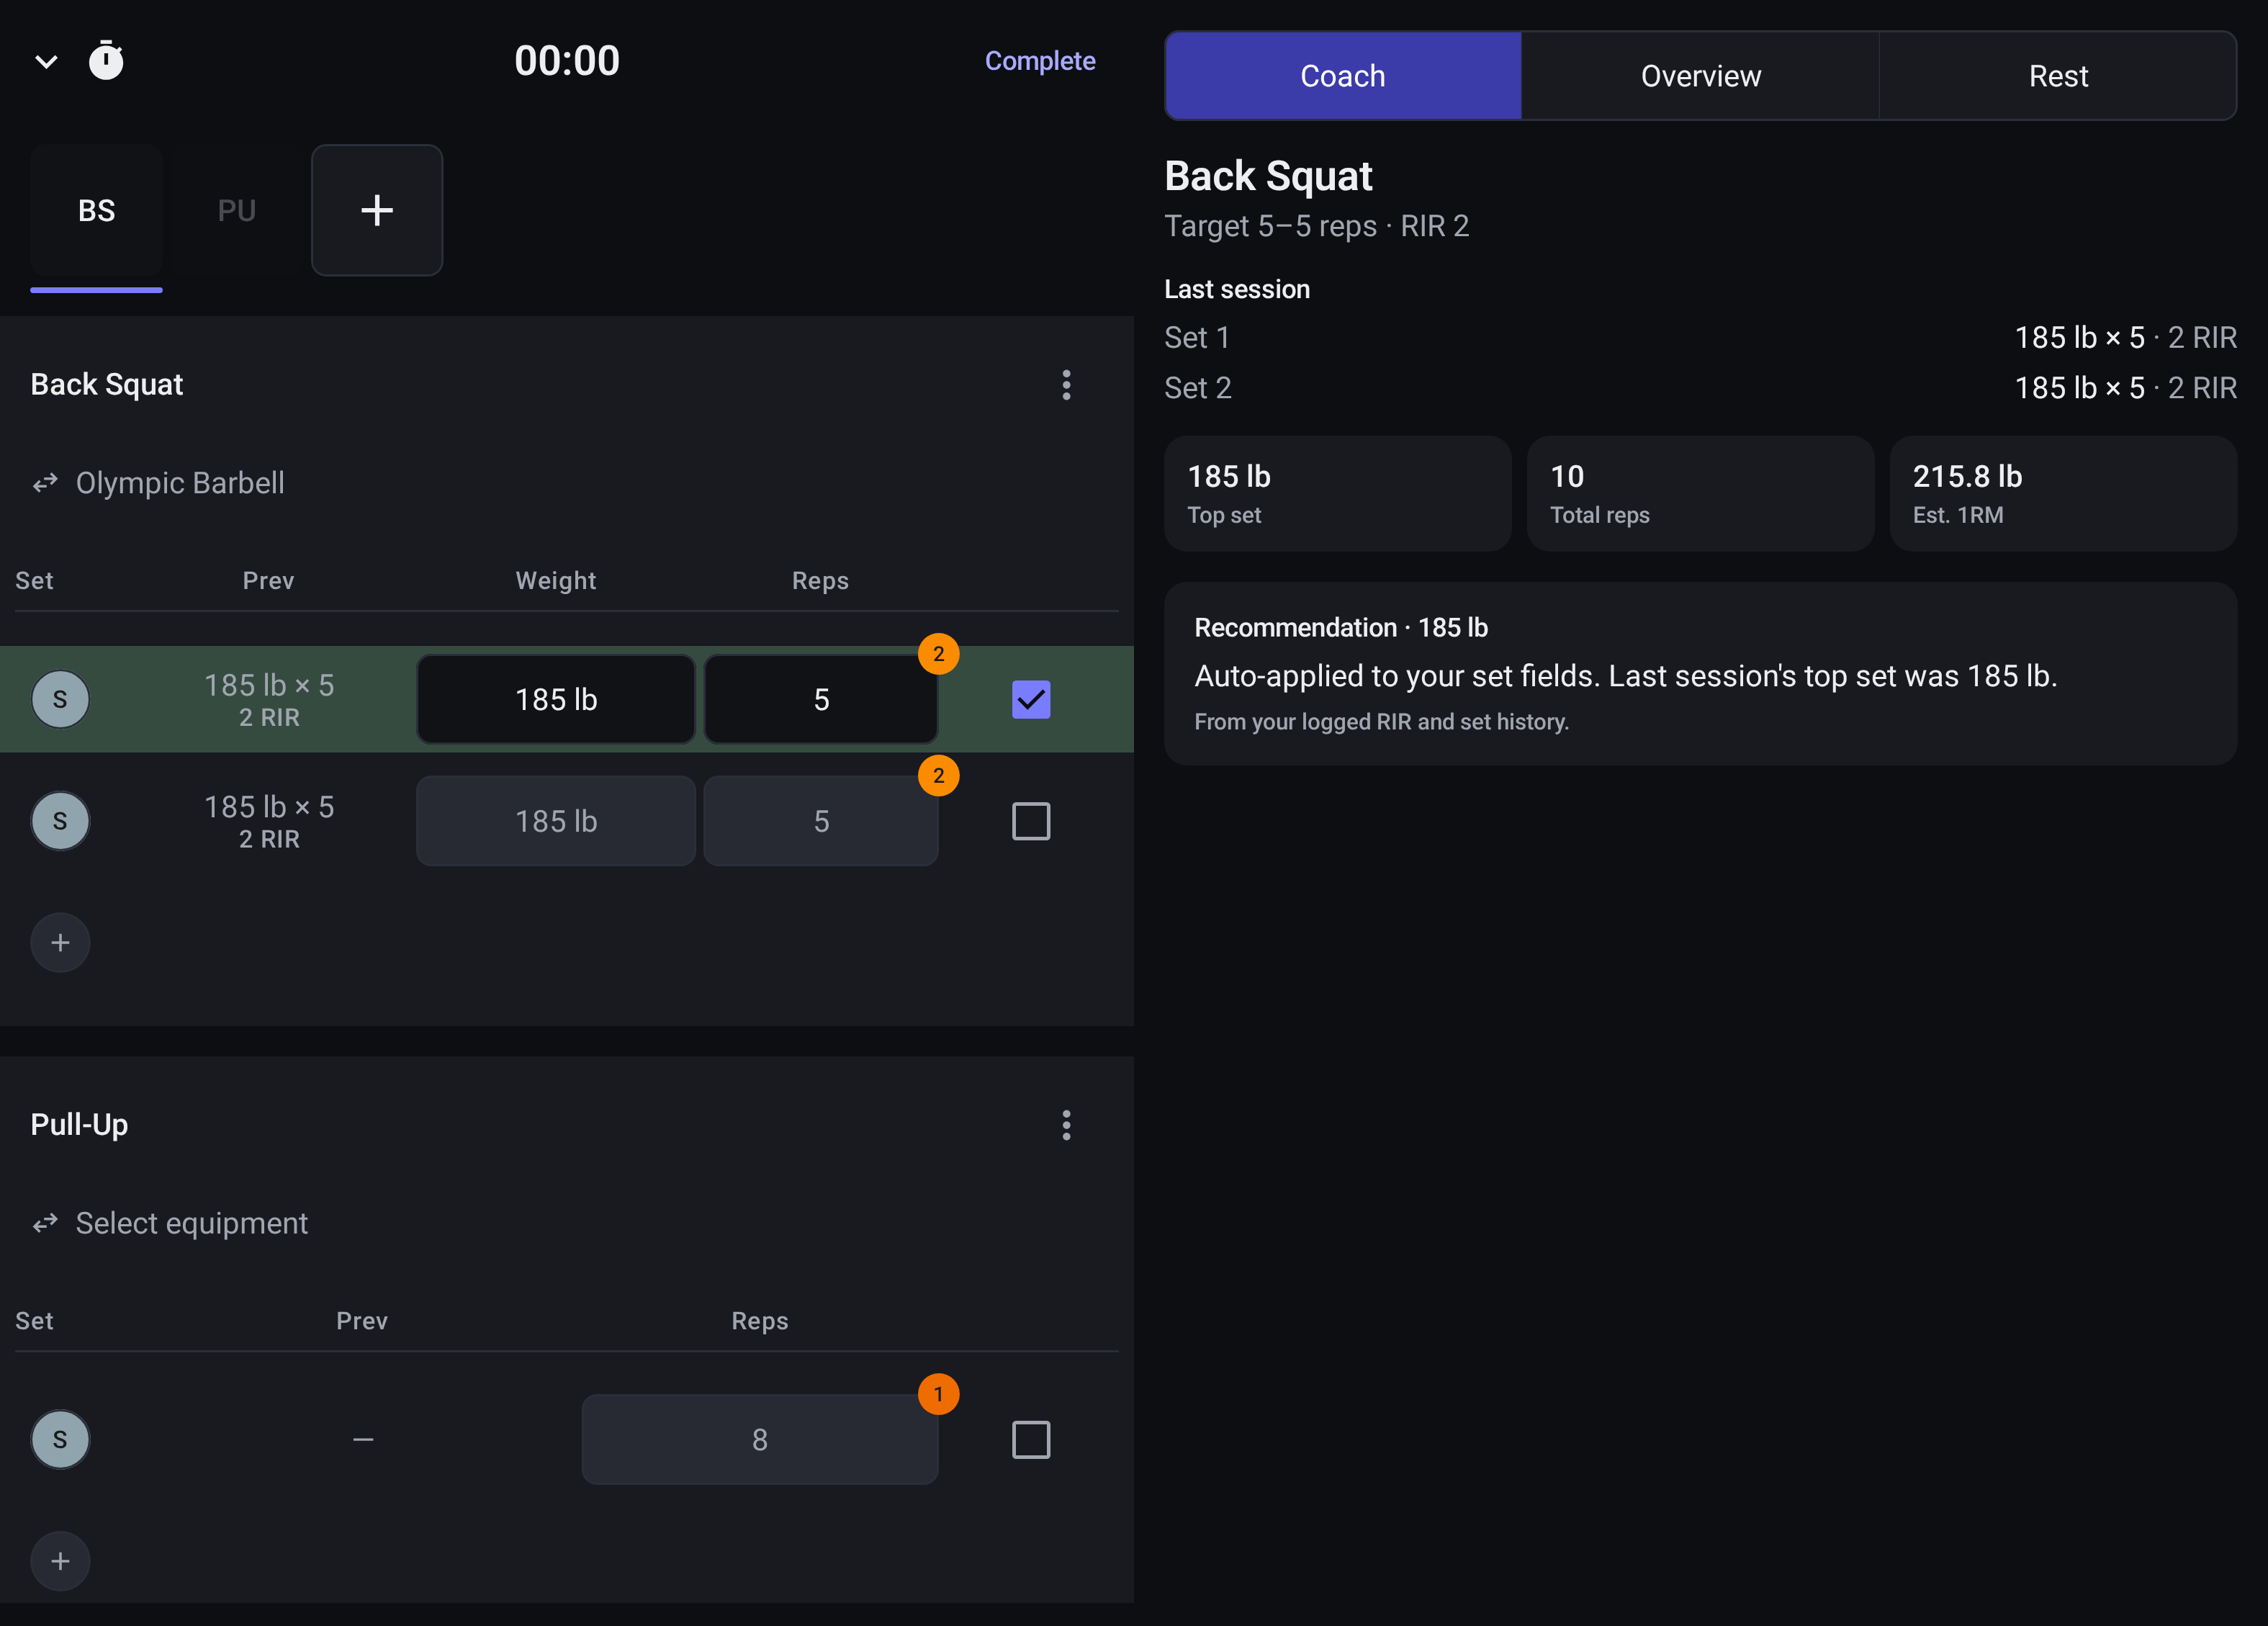 00:00
Complete
BS
PU
+
Back Squat
Olympic Barbell
Set Prev Weight Reps
S 185 lb × 5 185 lb 5 2
2 RIR
S 185 lb × 5 185 lb 5 2
2 RIR
+
Pull-Up
Select equipment
Set Prev Reps
S — 8 1
+
Coach Overview Rest
Back Squat
Target 5–5 reps · RIR 2
Last session
Set 1 185 lb × 5 · 2 RIR
Set 2 185 lb × 5 · 2 RIR
185 lb
Top set
10
Total reps
215.8 lb
Est. 1RM
Recommendation · 185 lb
Auto-applied to your set fields. Last session's top set was 185 lb.
From your logged RIR and set history.